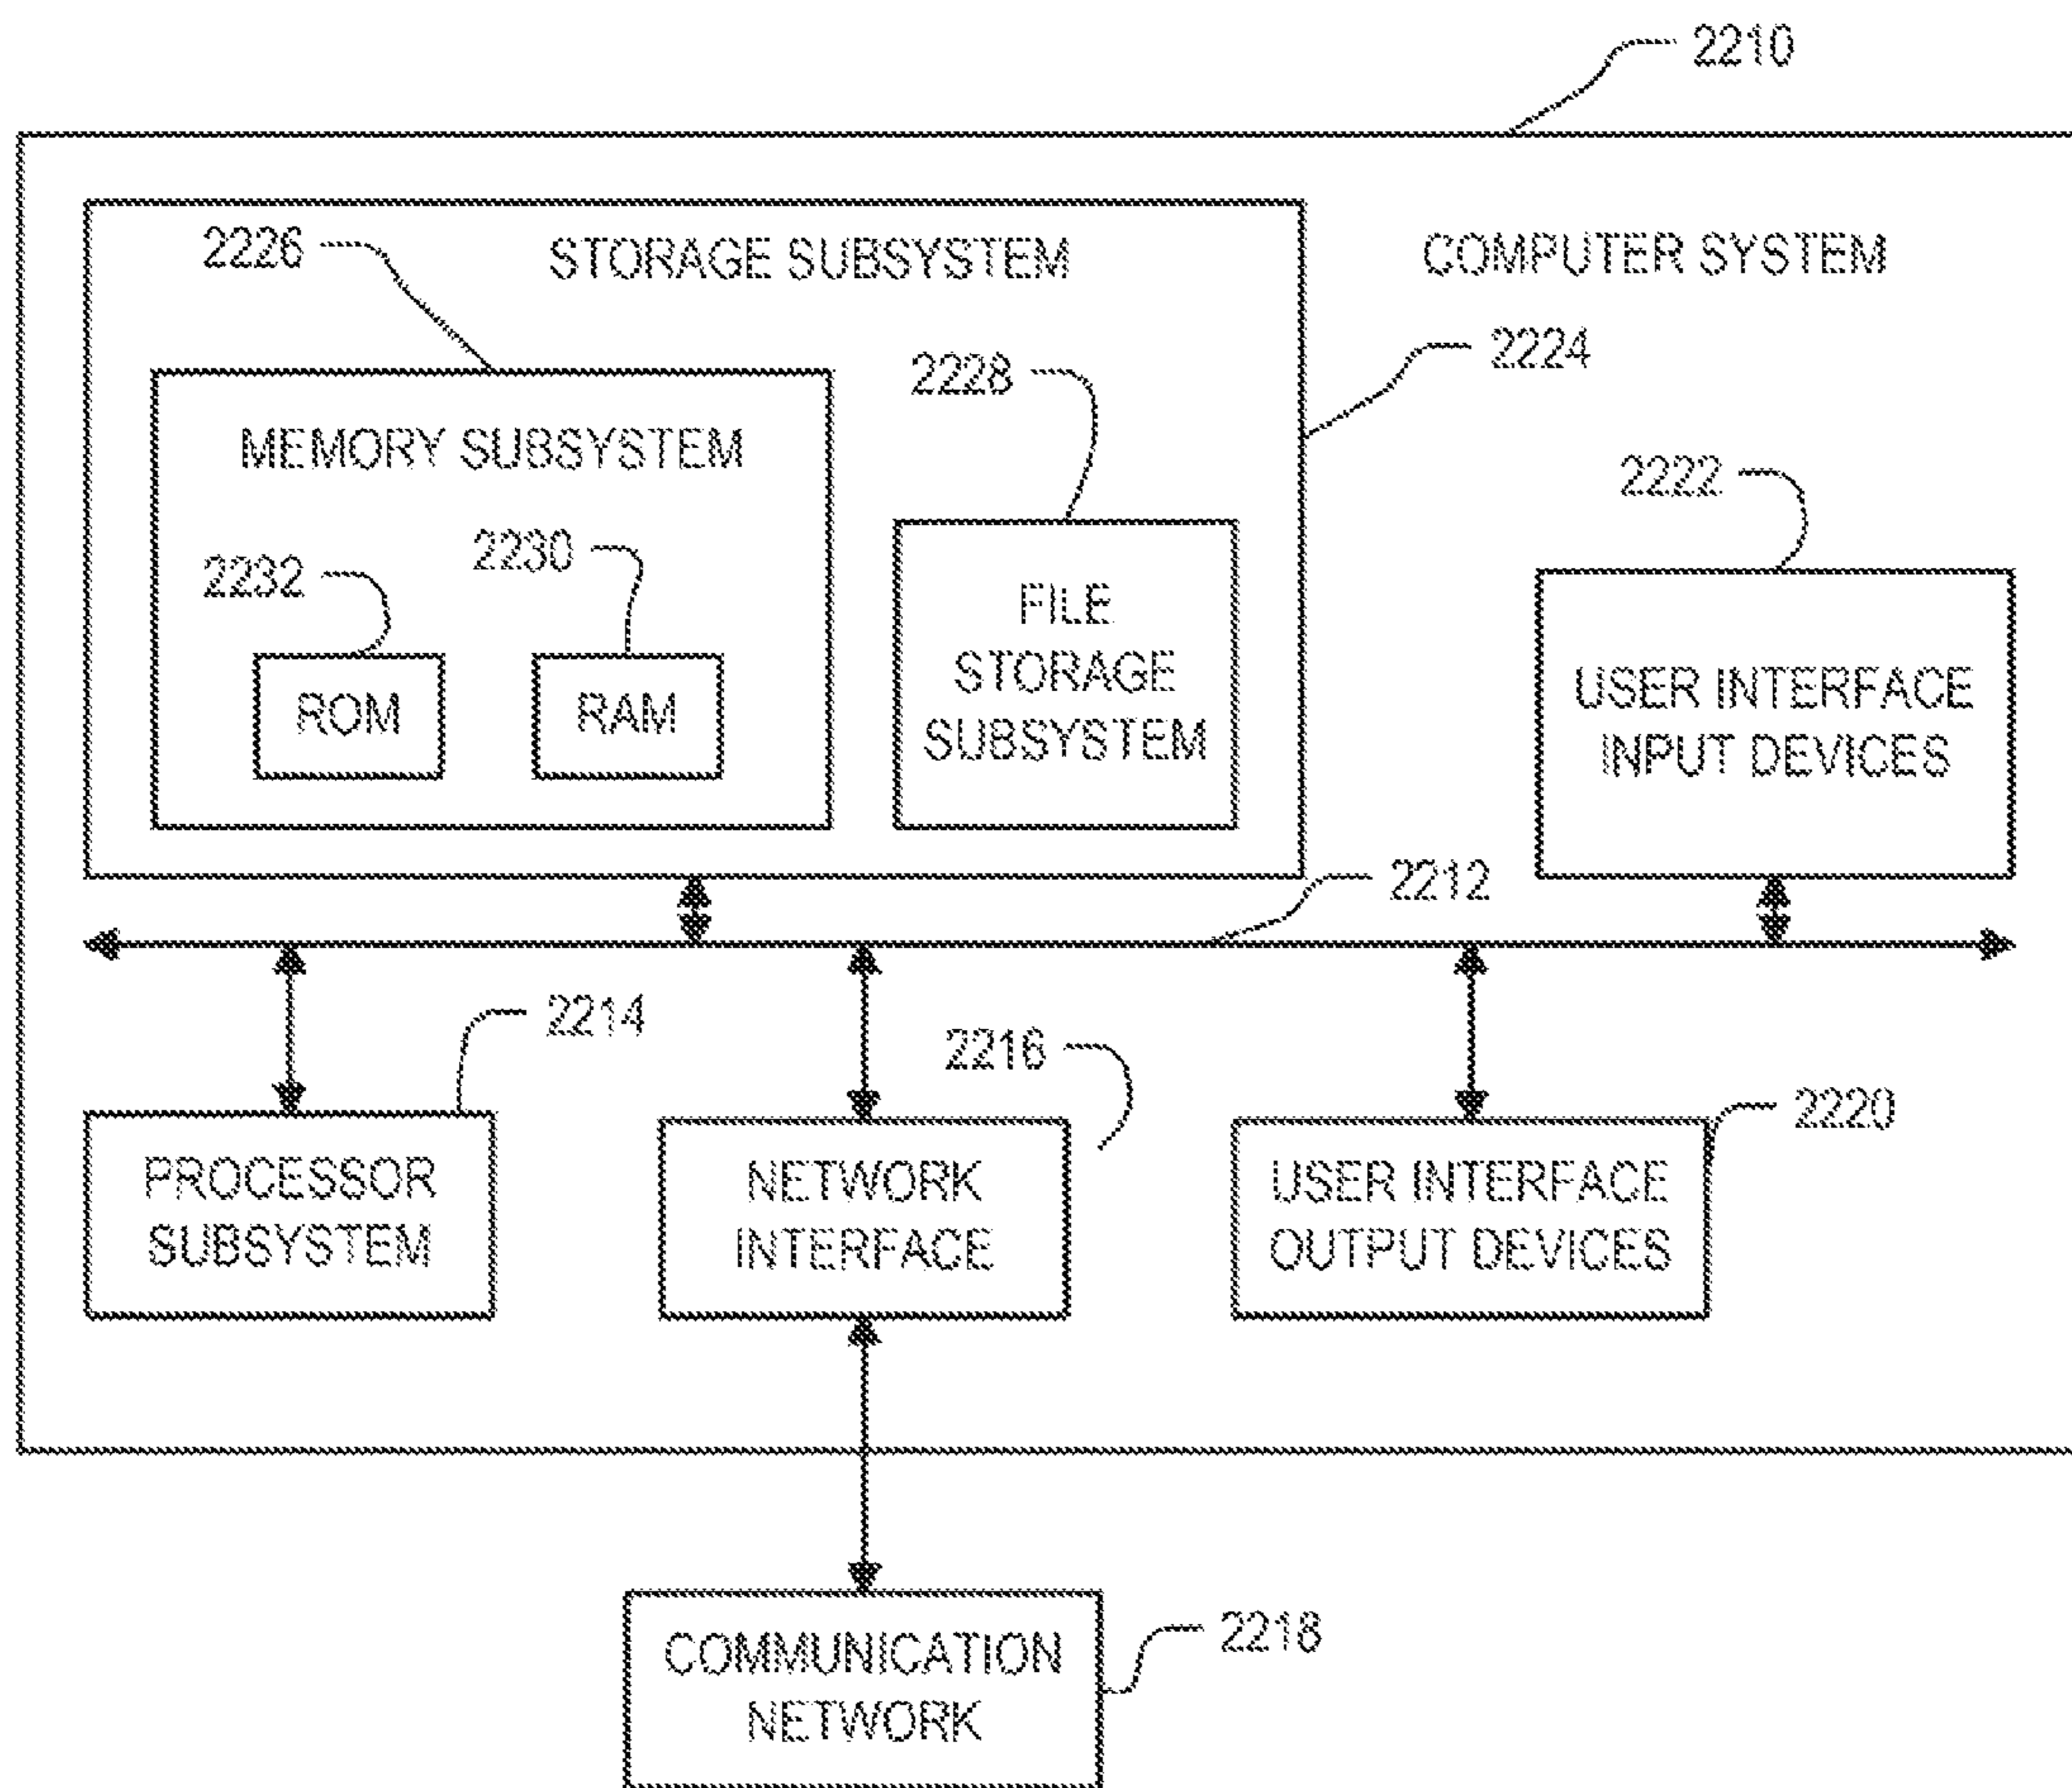 2210
2226
STORAGE SUBSYSTEM
COMPUTER SYSTEM
2224
2228
MEMORY SUBSYSTEM
2222
2230
2232
FILE
STORAGE
SUBSYSTEM
ROM
RAM
USER INTERFACE
INPUT DEVICES
2212
2214
2216
2220
PROCESSOR
SUBSYSTEM
NETWORK
INTERFACE
USER INTERFACE
OUTPUT DEVICES
COMMUNICATION
NETWORK
2218